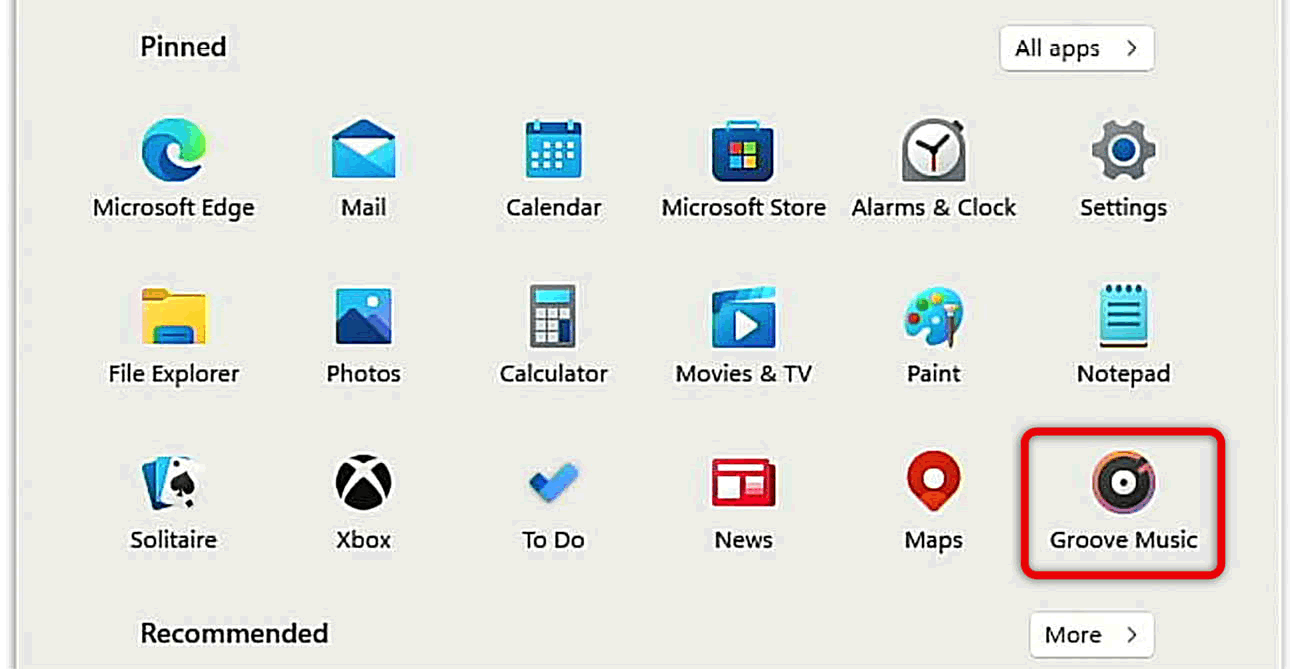 Pinned
All apps
Microsoft Edge
Mail
Calendar
Microsoft Store
Alarms & Clock
Settings
File Explorer
Photos
Calculator
Movies & TV
Paint
Notepad
Solitaire
Xbox
To Do
News
Maps
Groove Music
Recommended
More